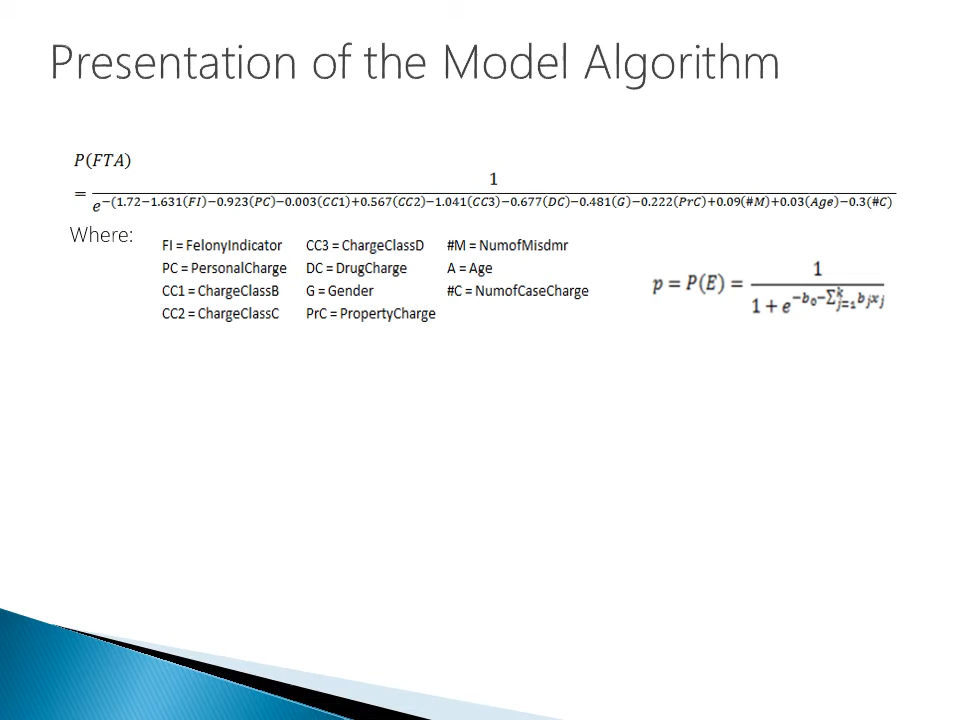 Presentation of the Model Algorithm
P(FTA)
= 1 / e^−(1.72−1.631(FI)−0.923(PC)−0.003(CC1)+0.567(CC2)−1.041(CC3)−0.677(DC)−0.481(G)−0.222(PrC)+0.09(#M)+0.03(Age)−0.3(#C)
Where:
FI = FelonyIndicator CC3 = ChargeClassD #M = NumofMisdmr
PC = PersonalCharge DC = DrugCharge A = Age
CC1 = ChargeClassB G = Gender #C = NumofCaseCharge
CC2 = ChargeClassC PrC = PropertyCharge
p = P(E) = 1 / 1 + e^−b₀−Σ^k_j=1 b_j x_j